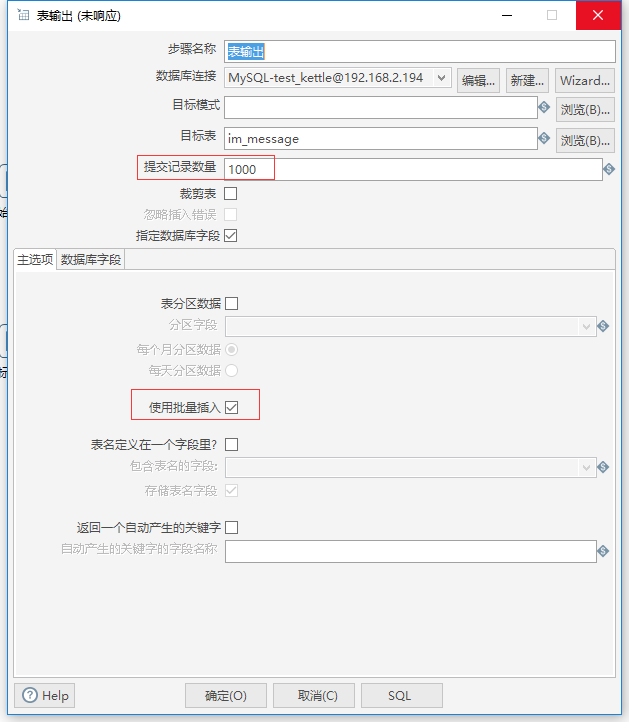 表输出 (未响应)
步骤名称 表输出
数据库连接 MySQL-test_kettle@192.168.2.194 编辑... 新建... Wizard...
目标模式 浏览(B)...
目标表 im_message 浏览(B)...
提交记录数量 1000
裁剪表
忽略插入错误
指定数据库字段
主选项 数据库字段
表分区数据
分区字段
每个月分区数据
每天分区数据
使用批量插入
表名定义在一个字段里?
包含表名的字段:
存储表名字段
返回一个自动产生的关键字
自动产生的关键字的字段名称
Help 确定(O) 取消(C) SQL